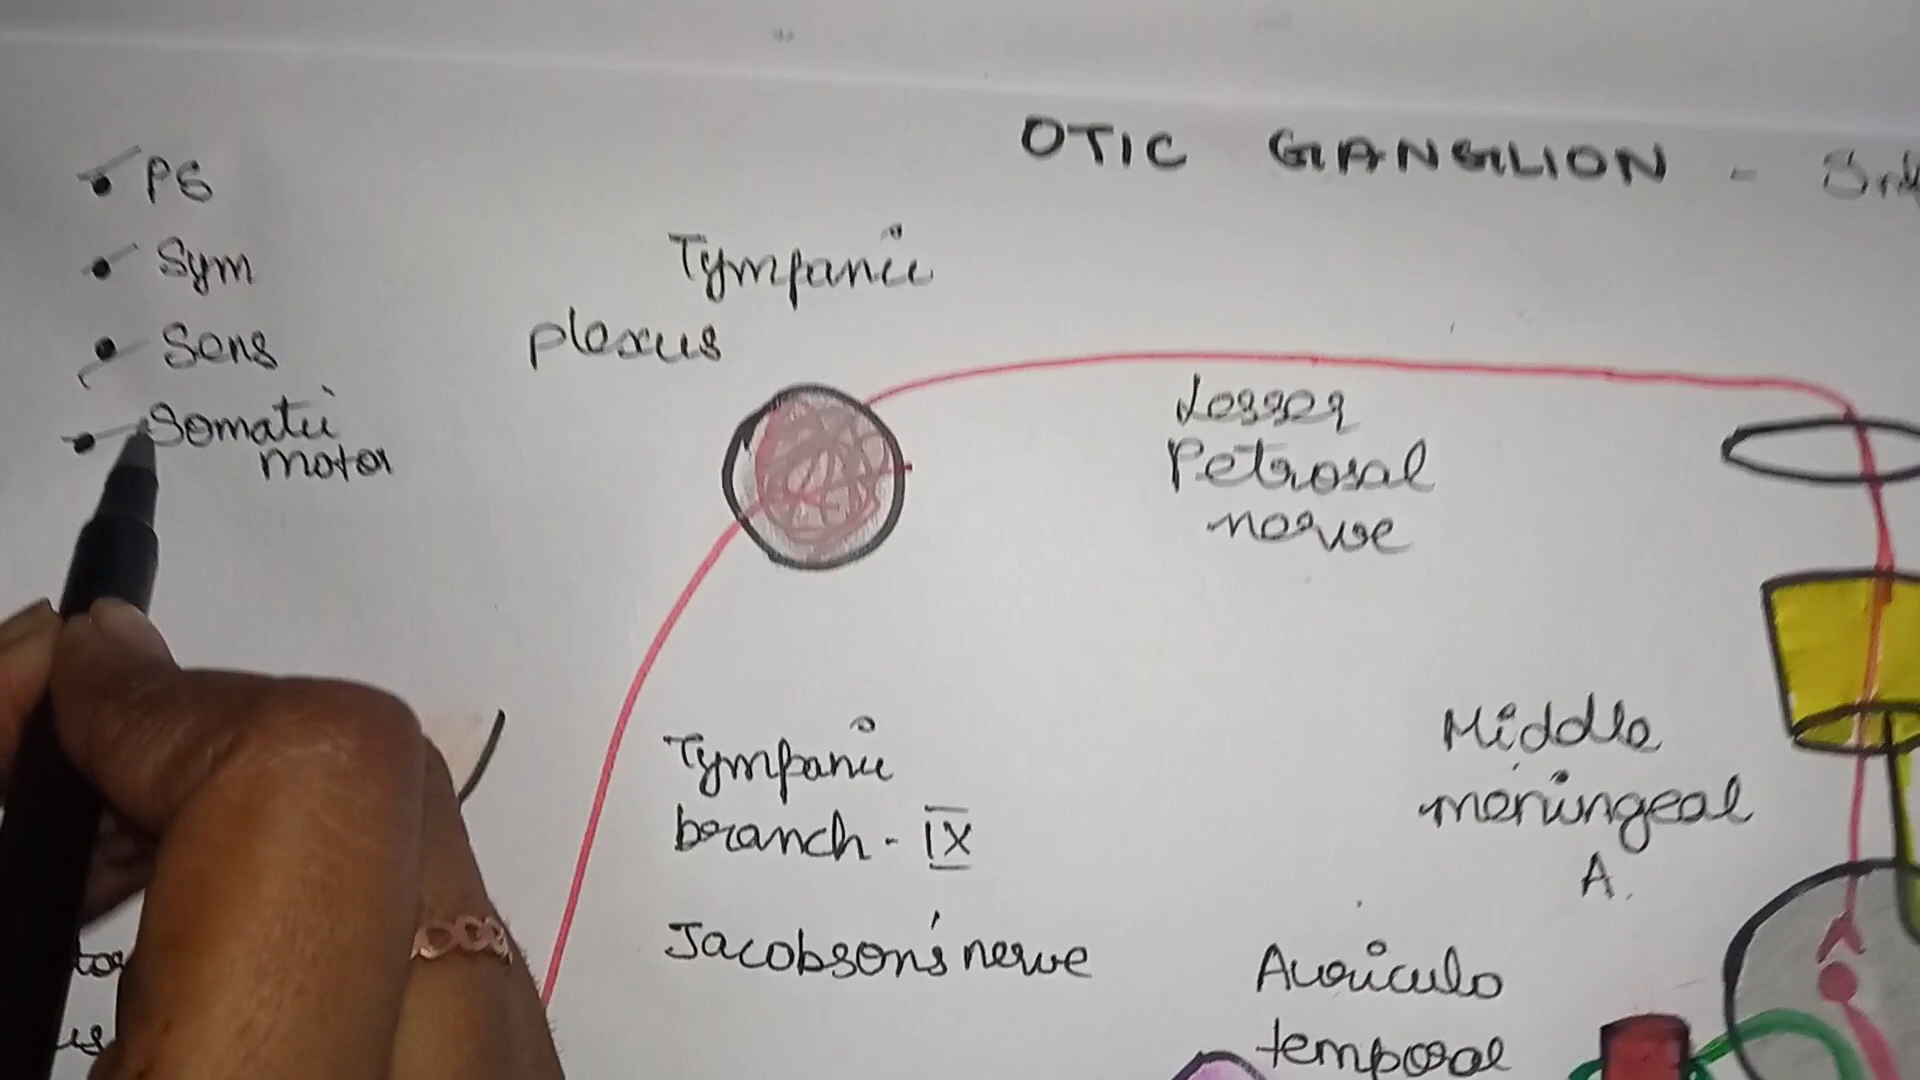 OTIC GANGLION -
PS
Sym
Sens
Somatic
motor
Tympanic
plexus
Lesser
Petrosal
nerve
Tympanic
branch - IX
Jacobson's nerve
Middle
meningeal
A.
Auriculo
temporal